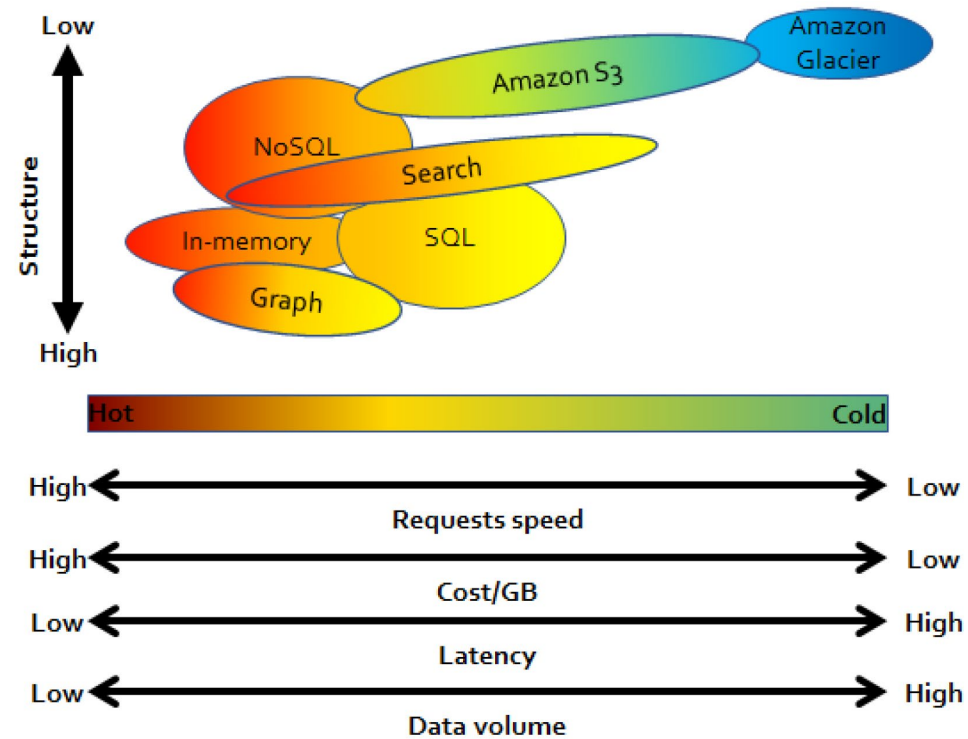 Low
Amazon
Glacier
Amazon S3
NoSQL
Search
Structure
In-memory
SQL
Graph
High
Hot
Cold
High
Low
Requests speed
High
Low
Cost/GB
Low
High
Latency
Low
High
Data volume